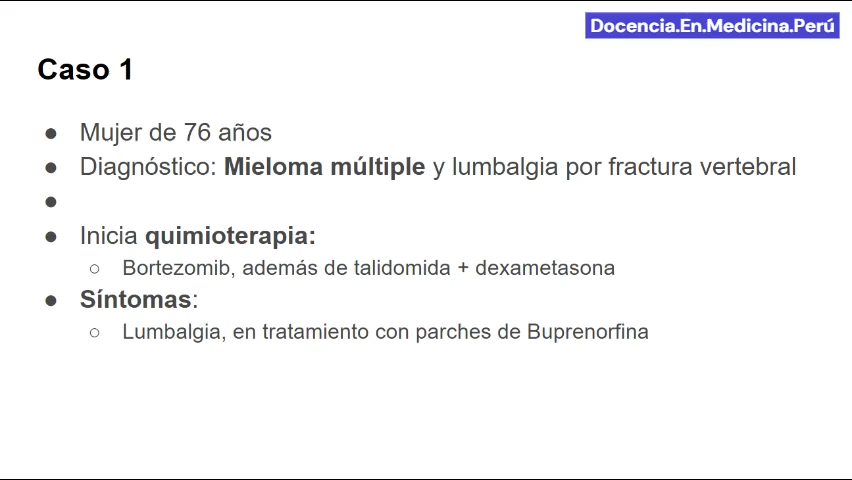 Docencia.En.Medicina.Perú
Caso 1
● Mujer de 76 años
● Diagnóstico: Mieloma múltiple y lumbalgia por fractura vertebral
●
● Inicia quimioterapia:
○ Bortezomib, además de talidomida + dexametasona
● Síntomas:
○ Lumbalgia, en tratamiento con parches de Buprenorfina